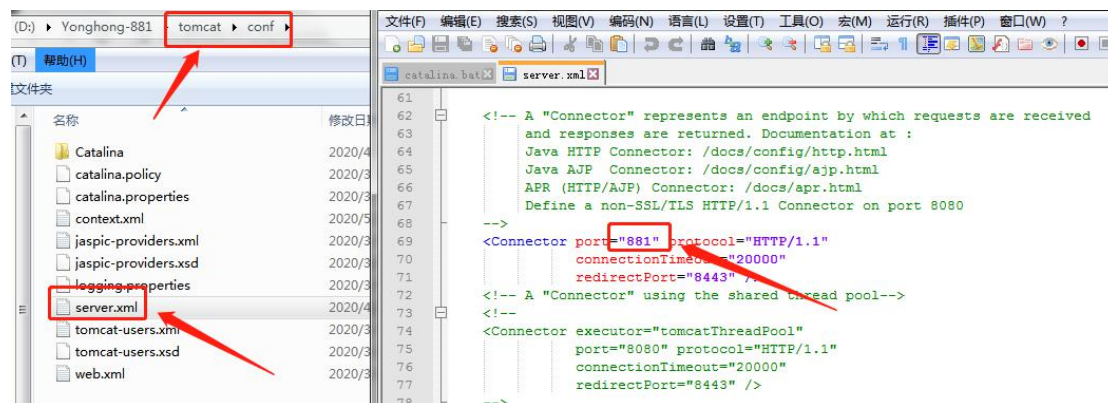 (D:) ▸ Yonghong-881 ▸ tomcat ▸ conf ▸
(T) 帮助(H)
文件夹
名称 修改日期
Catalina 2020/4
catalina.policy 2020/3
catalina.properties 2020/3
context.xml 2020/5
jaspic-providers.xml 2020/3
jaspic-providers.xsd 2020/3
logging.properties 2020/3
server.xml 2020/4
tomcat-users.xml 2020/3
tomcat-users.xsd 2020/3
web.xml 2020/3
文件(F) 编辑(E) 搜索(S) 视图(V) 编码(N) 语言(L) 设置(T) 工具(O) 宏(M) 运行(R) 插件(P) 窗口(W) ?
catalina.bat server.xml
61
62 <!-- A "Connector" represents an endpoint by which requests are received
63 and responses are returned. Documentation at :
64 Java HTTP Connector: /docs/config/http.html
65 Java AJP Connector: /docs/config/ajp.html
66 APR (HTTP/AJP) Connector: /docs/apr.html
67 Define a non-SSL/TLS HTTP/1.1 Connector on port 8080
68 -->
69 <Connector port="881" protocol="HTTP/1.1"
70 connectionTimeout="20000"
71 redirectPort="8443" />
72 <!-- A "Connector" using the shared thread pool-->
73 <!--
74 <Connector executor="tomcatThreadPool"
75 port="8080" protocol="HTTP/1.1"
76 connectionTimeout="20000"
77 redirectPort="8443" />
78 -->